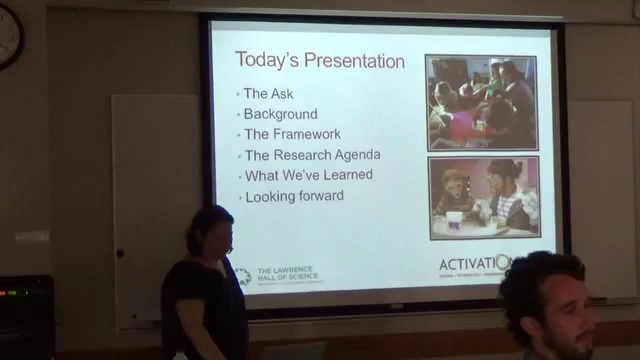 Today's Presentation
• The Ask
• Background
• The Framework
• The Research Agenda
• What We've Learned
• Looking forward
THE LAWRENCE
HALL OF SCIENCE
ACTIVATIO